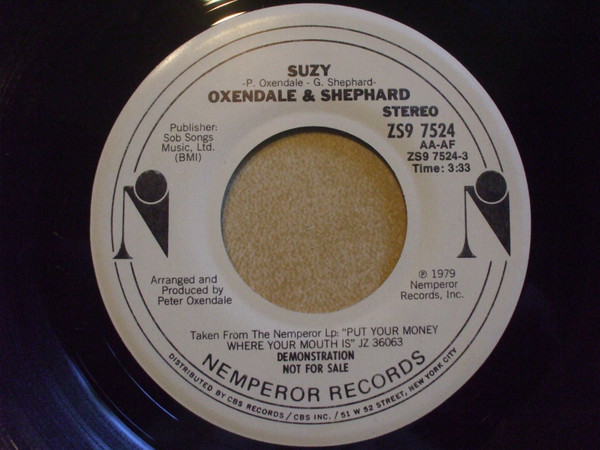 SUZY
-P. Oxendale - G. Shephard-
OXENDALE & SHEPHARD
STEREO
Publisher:
Sob Songs
Music, Ltd.
(BMI)
ZS9 7524
AA-AF
ZS9 7524-3
Time: 3:33
Arranged and
Produced by
Peter Oxendale
℗ 1979
Nemperor
Records, Inc.
Taken From The Nemperor Lp: "PUT YOUR MONEY
WHERE YOUR MOUTH IS" JZ 36063
DEMONSTRATION
NOT FOR SALE
NEMPEROR RECORDS
DISTRIBUTED BY CBS RECORDS / CBS INC. / 51 W 52 STREET, NEW YORK CITY